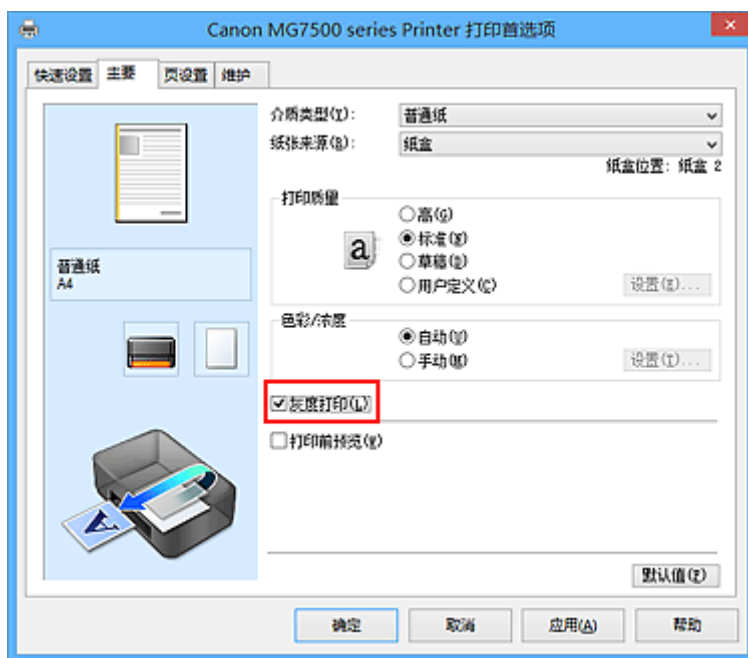 Canon MG7500 series Printer 打印首选项
快速设置 主要 页设置 维护
介质类型(Y): 普通纸
纸张来源(R): 纸盒
纸盒位置: 纸盒 2
打印质量
高(G)
a
标准(X)
草稿(D)
用户定义(C) 设置(E)...
普通纸
A4
色彩/浓度
自动(U)
手动(M) 设置(T)...
灰度打印(L)
打印前预览(W)
A
默认值(F)
确定 取消 应用(A) 帮助